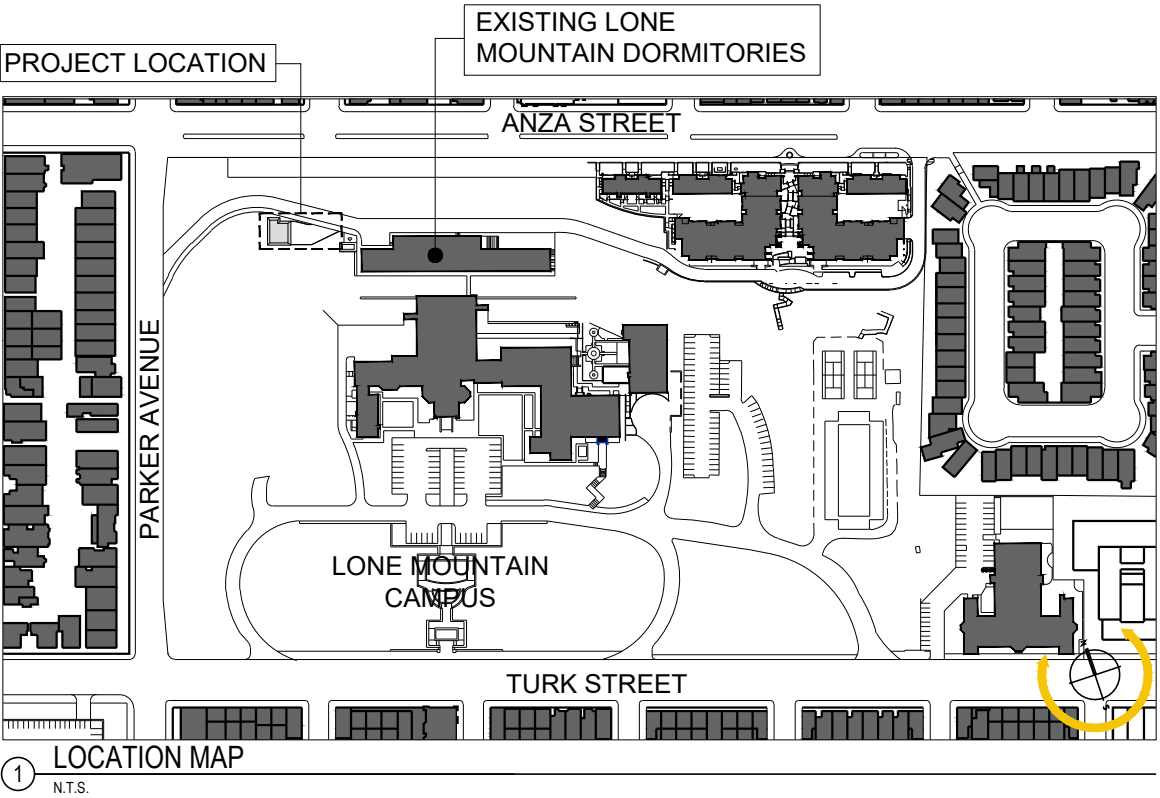 EXISTING LONE
MOUNTAIN DORMITORIES
PROJECT LOCATION
ANZA STREET
PARKER AVENUE
LONE MOUNTAIN
CAMPUS
TURK STREET
N
S
1
LOCATION MAP
N.T.S.